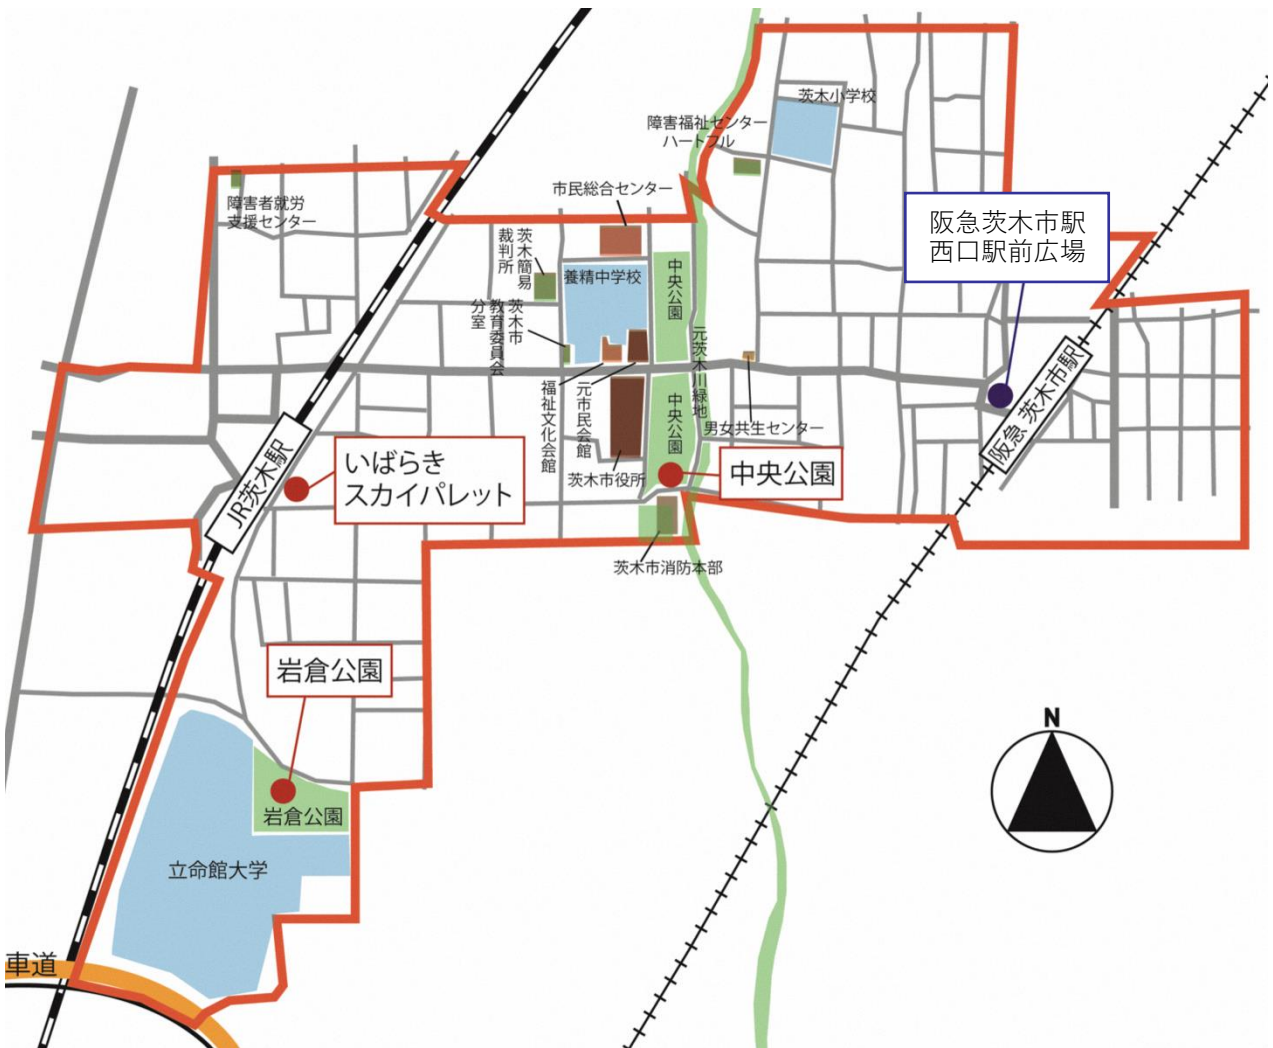 茨木小学校
障害福祉センター
ハートフル
市民総合センター
障害者就労
支援センター
阪急茨木市駅
西口駅前広場
茨木簡易
裁判所
養精中学校
中央公園
茨木市
教育委員会
分室
元茨木川緑地
福祉文化会館
元市民会館
中央公園
男女共生センター
阪急 茨木市駅
JR茨木駅
いばらき
スカイパレット
茨木市役所
中央公園
茨木市消防本部
岩倉公園
N
岩倉公園
立命館大学
車道